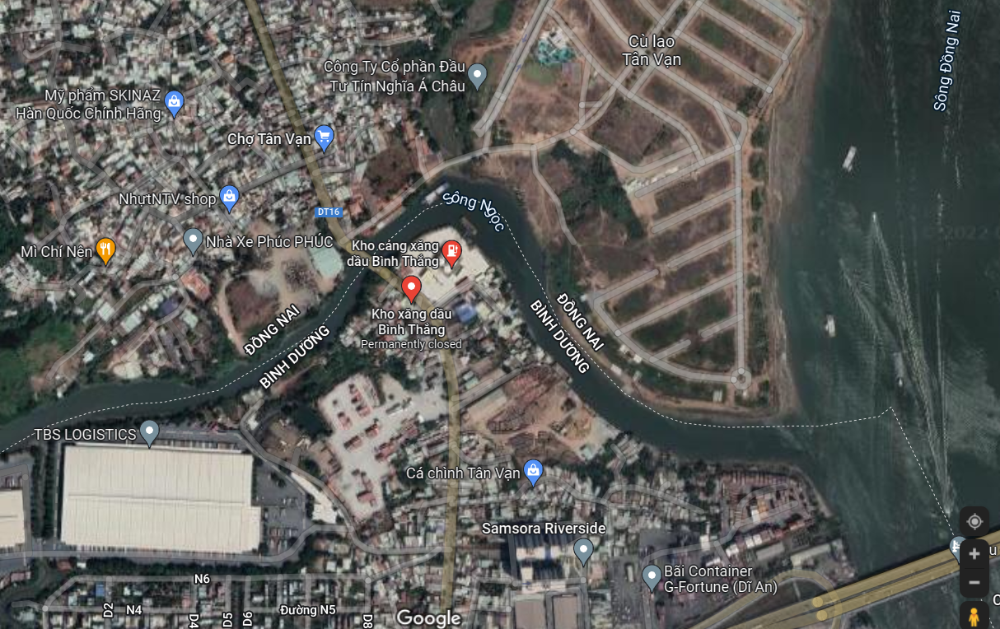 Cù lao
Tân Vạn
Sông Đồng Nai
Công Ty Cổ phần Đầu
Tư Tín Nghĩa Á Châu
Mỹ phẩm SKINAZ
Hàn Quốc Chính Hãng
Chợ Tân Vạn
NhựtNTV shop
Sông Ngọc
DT16
Mì Chí Nên
Nhà Xe Phúc PHÚC
Kho cảng xăng
dầu Bình Thắng
Kho xăng dầu
Bình Thắng
Permanently closed
ĐỒNG NAI
BÌNH DƯƠNG
ĐỒNG NAI
BÌNH DƯƠNG
TBS LOGISTICS
Cá chình Tân Vạn
Samsora Riverside
Bãi Container
G-Fortune (Dĩ An)
N6
D2
N4
D4
D5
D6
Đường N5
D8
Google